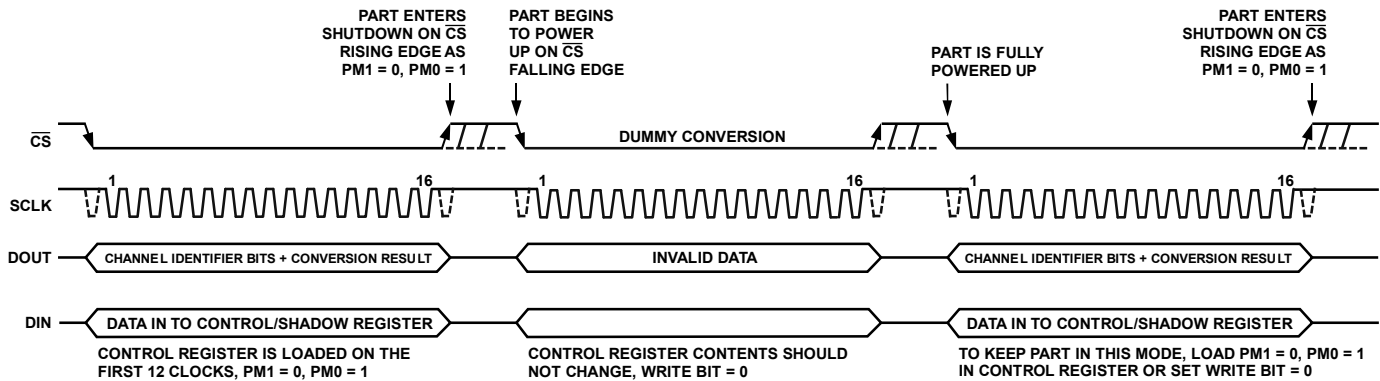 PART ENTERS
SHUTDOWN ON CS
RISING EDGE AS
PM1 = 0, PM0 = 1
PART BEGINS
TO POWER
UP ON CS
FALLING EDGE
PART IS FULLY
POWERED UP
PART ENTERS
SHUTDOWN ON CS
RISING EDGE AS
PM1 = 0, PM0 = 1
CS
DUMMY CONVERSION
SCLK
1
16
1
16
1
16
DOUT
CHANNEL IDENTIFIER BITS + CONVERSION RESULT
INVALID DATA
CHANNEL IDENTIFIER BITS + CONVERSION RESULT
DIN
DATA IN TO CONTROL/SHADOW REGISTER
DATA IN TO CONTROL/SHADOW REGISTER
CONTROL REGISTER IS LOADED ON THE
FIRST 12 CLOCKS, PM1 = 0, PM0 = 1
CONTROL REGISTER CONTENTS SHOULD
NOT CHANGE, WRITE BIT = 0
TO KEEP PART IN THIS MODE, LOAD PM1 = 0, PM0 = 1
IN CONTROL REGISTER OR SET WRITE BIT = 0